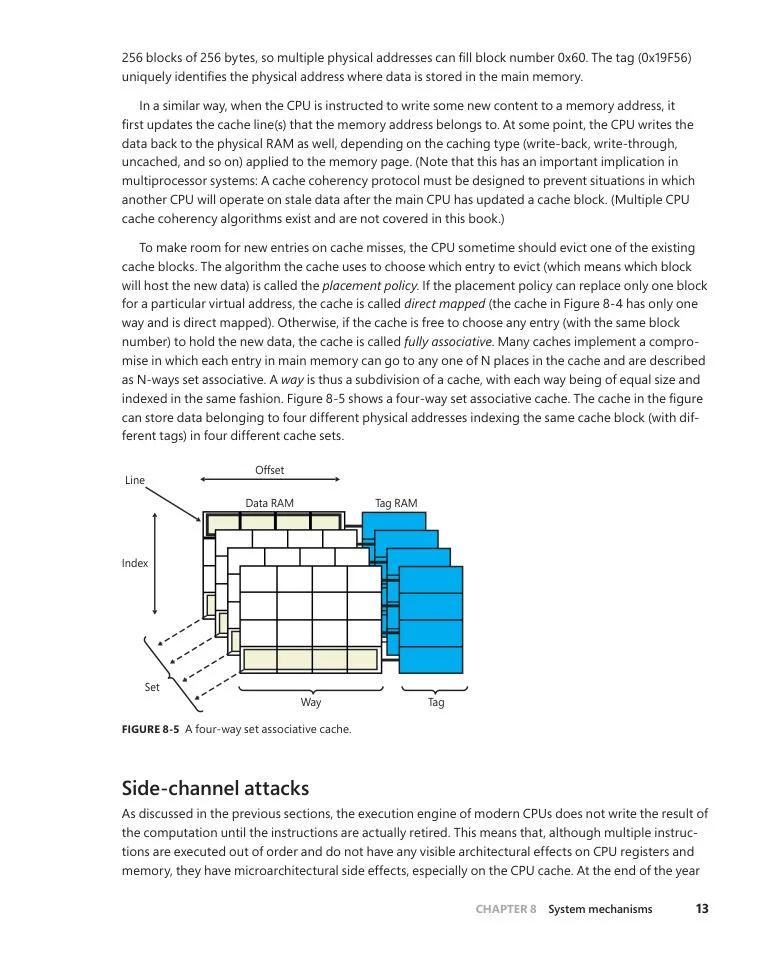 256 blocks of 256 bytes, so multiple physical addresses can fill block number 0x60. The tag (0x19F56)
uniquely identifies the physical address where data is stored in the main memory.
In a similar way, when the CPU is instructed to write some new content to a memory address, it
first updates the cache line(s) that the memory address belongs to. At some point, the CPU writes the
data back to the physical RAM as well, depending on the caching type (write-back, write-through,
uncached, and so on) applied to the memory page. (Note that this has an important implication in
multiprocessor systems: A cache coherency protocol must be designed to prevent situations in which
another CPU will operate on stale data after the main CPU has updated a cache block. (Multiple CPU
cache coherency algorithms exist and are not covered in this book.)
To make room for new entries on cache misses, the CPU sometime should evict one of the existing
cache blocks. The algorithm the cache uses to choose which entry to evict (which means which block
will host the new data) is called the placement policy. If the placement policy can replace only one block
for a particular virtual address, the cache is called direct mapped (the cache in Figure 8-4 has only one
way and is direct mapped). Otherwise, if the cache is free to choose any entry (with the same block
number) to hold the new data, the cache is called fully associative. Many caches implement a compro-
mise in which each entry in main memory can go to any one of N places in the cache and are described
as N-ways set associative. A way is thus a subdivision of a cache, with each way being of equal size and
indexed in the same fashion. Figure 8-5 shows a four-way set associative cache. The cache in the figure
can store data belonging to four different physical addresses indexing the same cache block (with dif-
ferent tags) in four different cache sets.
Offset
Line
Data RAM
Tag RAM
Index
Set
Way
Tag
FIGURE 8-5 A four-way set associative cache.
Side-channel attacks
As discussed in the previous sections, the execution engine of modern CPUs does not write the result of
the computation until the instructions are actually retired. This means that, although multiple instruc-
tions are executed out of order and do not have any visible architectural effects on CPU registers and
memory, they have microarchitectural side effects, especially on the CPU cache. At the end of the year
CHAPTER 8 System mechanisms 13